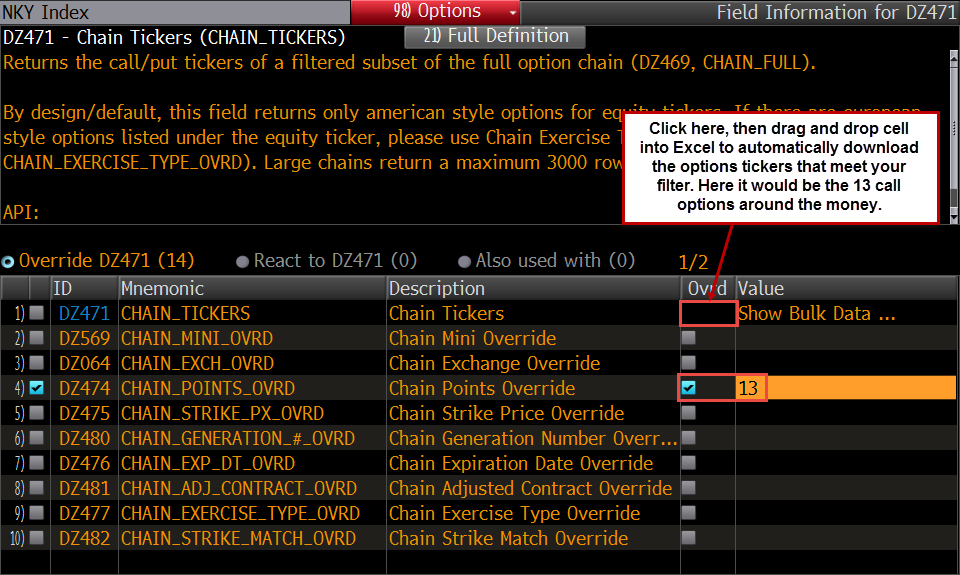 NKY Index 98) Options Field Information for DZ471
DZ471 - Chain Tickers (CHAIN_TICKERS) 21) Full Definition
Returns the call/put tickers of a filtered subset of the full option chain (DZ469, CHAIN_FULL).
By design/default, this field returns only american style options for equity tickers. If there are european
style options listed under the equity ticker, please use Chain Exercise
CHAIN_EXERCISE_TYPE_OVRD). Large chains return a maximum 3000
API:
Click here, then drag and drop cell
into Excel to automatically download
the options tickers that meet your
filter. Here it would be the 13 call
options around the money.
Override DZ471 (14) React to DZ471 (0) Also used with (0) 1/2
ID Mnemonic Description Ovrd Value
1) DZ471 CHAIN_TICKERS Chain Tickers Show Bulk Data ...
2) DZ569 CHAIN_MINI_OVRD Chain Mini Override
3) DZ064 CHAIN_EXCH_OVRD Chain Exchange Override
4) DZ474 CHAIN_POINTS_OVRD Chain Points Override 13
5) DZ475 CHAIN_STRIKE_PX_OVRD Chain Strike Price Override
6) DZ480 CHAIN_GENERATION_#_OVRD Chain Generation Number Overr...
7) DZ476 CHAIN_EXP_DT_OVRD Chain Expiration Date Override
8) DZ481 CHAIN_ADJ_CONTRACT_OVRD Chain Adjusted Contract Override
9) DZ477 CHAIN_EXERCISE_TYPE_OVRD Chain Exercise Type Override
10) DZ482 CHAIN_STRIKE_MATCH_OVRD Chain Strike Match Override